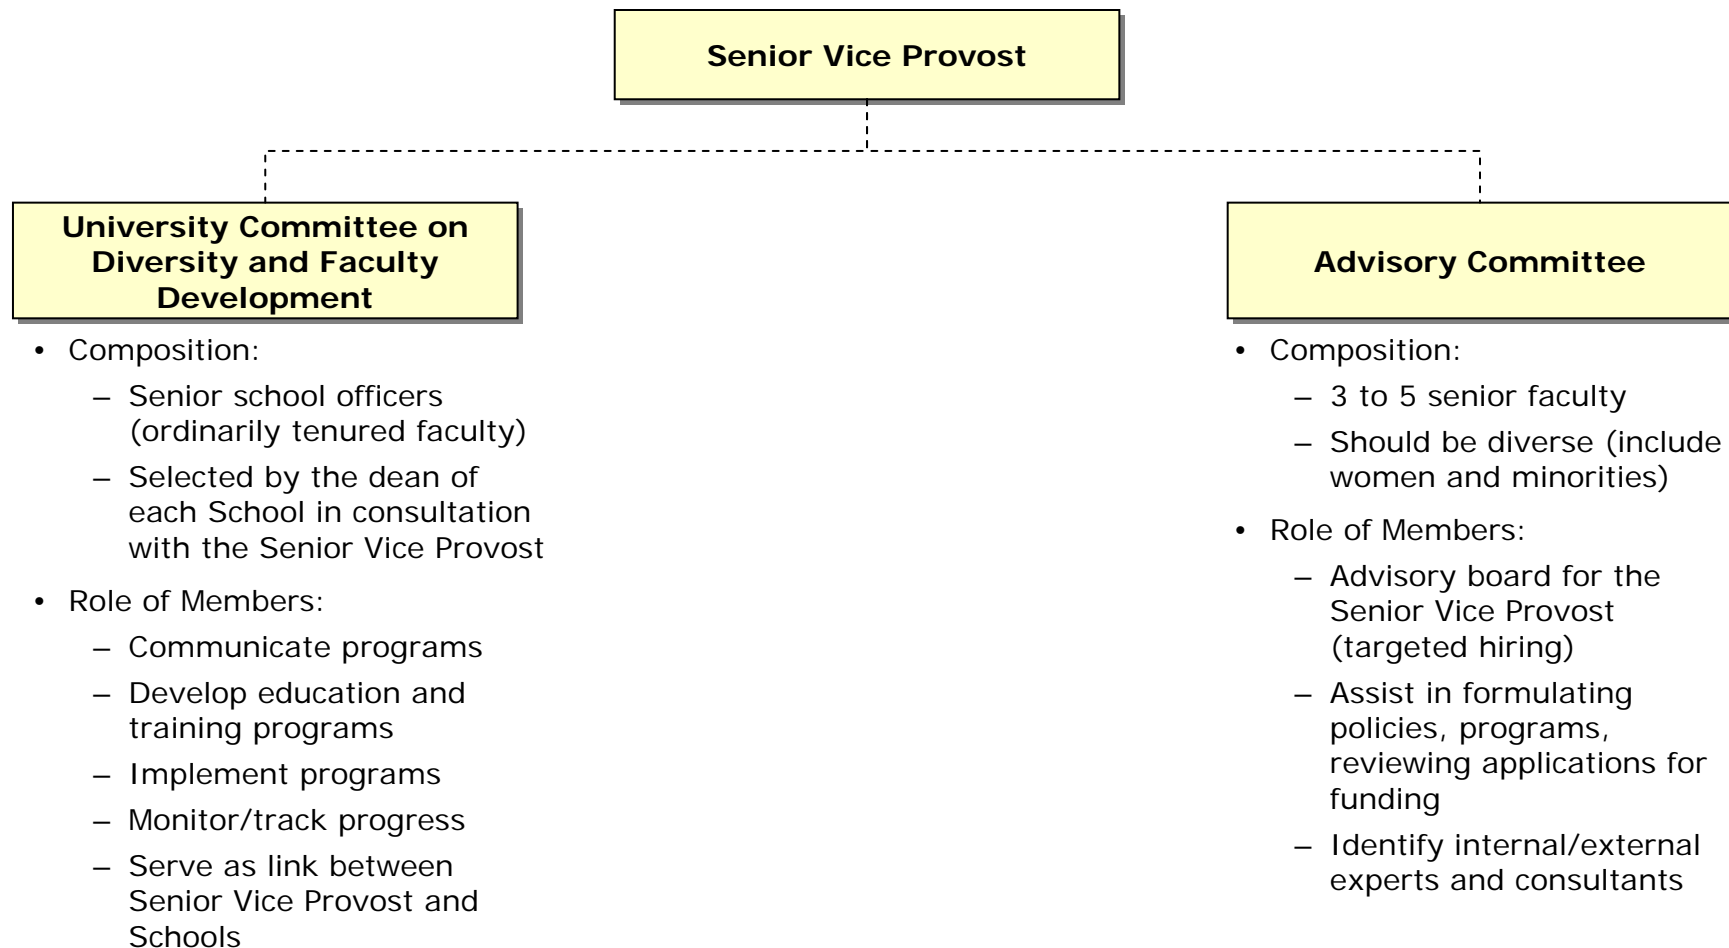 Senior Vice Provost
University Committee on
Diversity and Faculty
Development
• Composition:
– Senior school officers
(ordinarily tenured faculty)
– Selected by the dean of
each School in consultation
with the Senior Vice Provost
• Role of Members:
– Communicate programs
– Develop education and
training programs
– Implement programs
– Monitor/track progress
– Serve as link between
Senior Vice Provost and
Schools
Advisory Committee
• Composition:
– 3 to 5 senior faculty
– Should be diverse (include
women and minorities)
• Role of Members:
– Advisory board for the
Senior Vice Provost
(targeted hiring)
– Assist in formulating
policies, programs,
reviewing applications for
funding
– Identify internal/external
experts and consultants